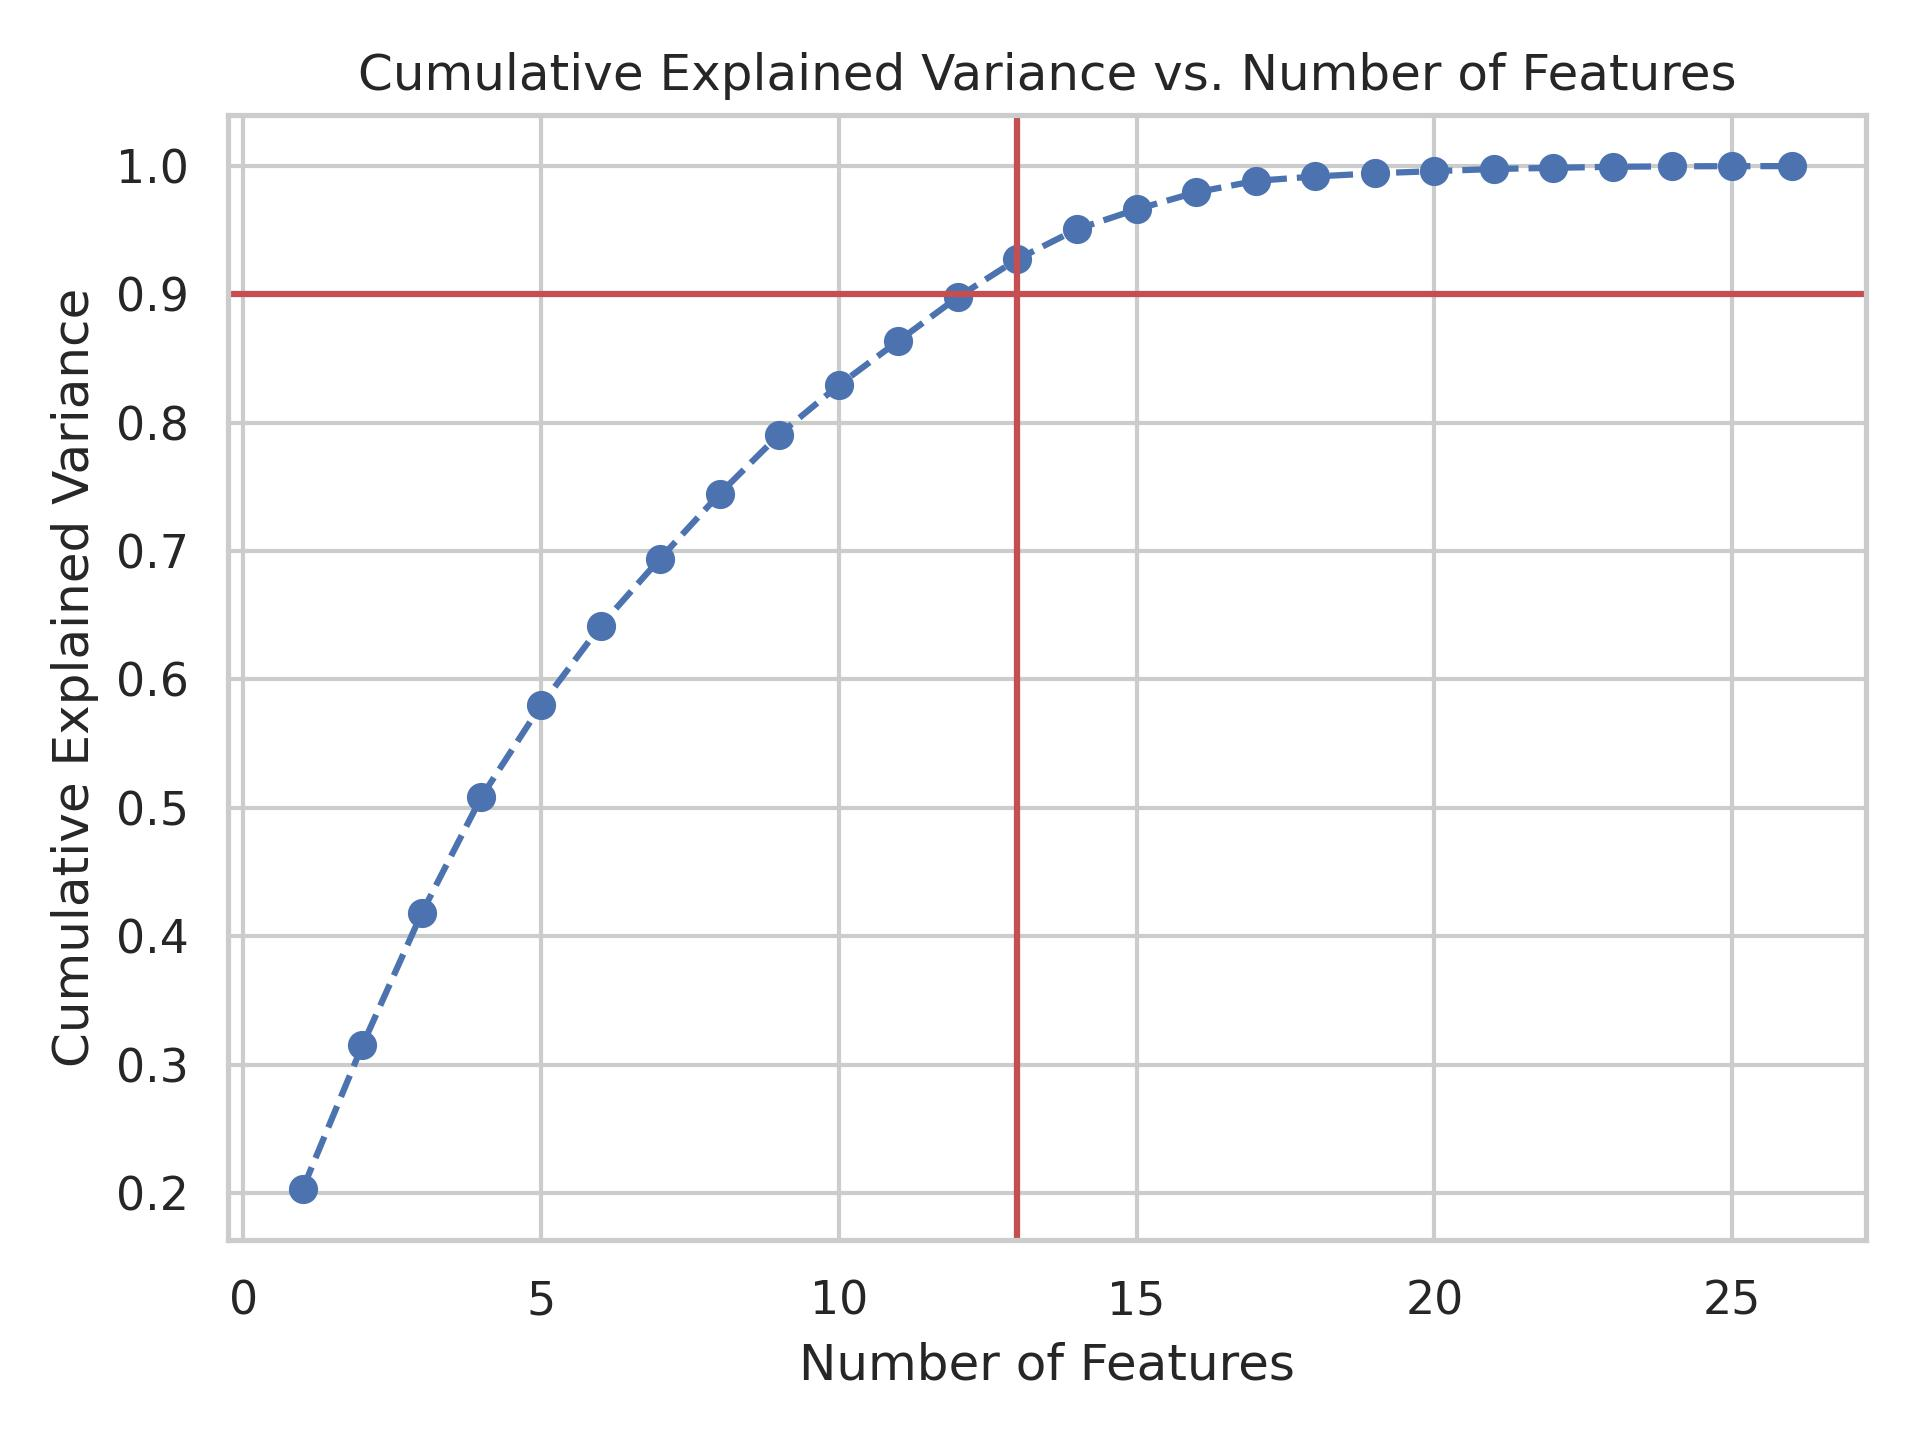 Cumulative Explained Variance vs. Number of Features
Cumulative Explained Variance
1.0
0.9
0.8
0.7
0.6
0.5
0.4
0.3
0.2
0 5 10 15 20 25
Number of Features